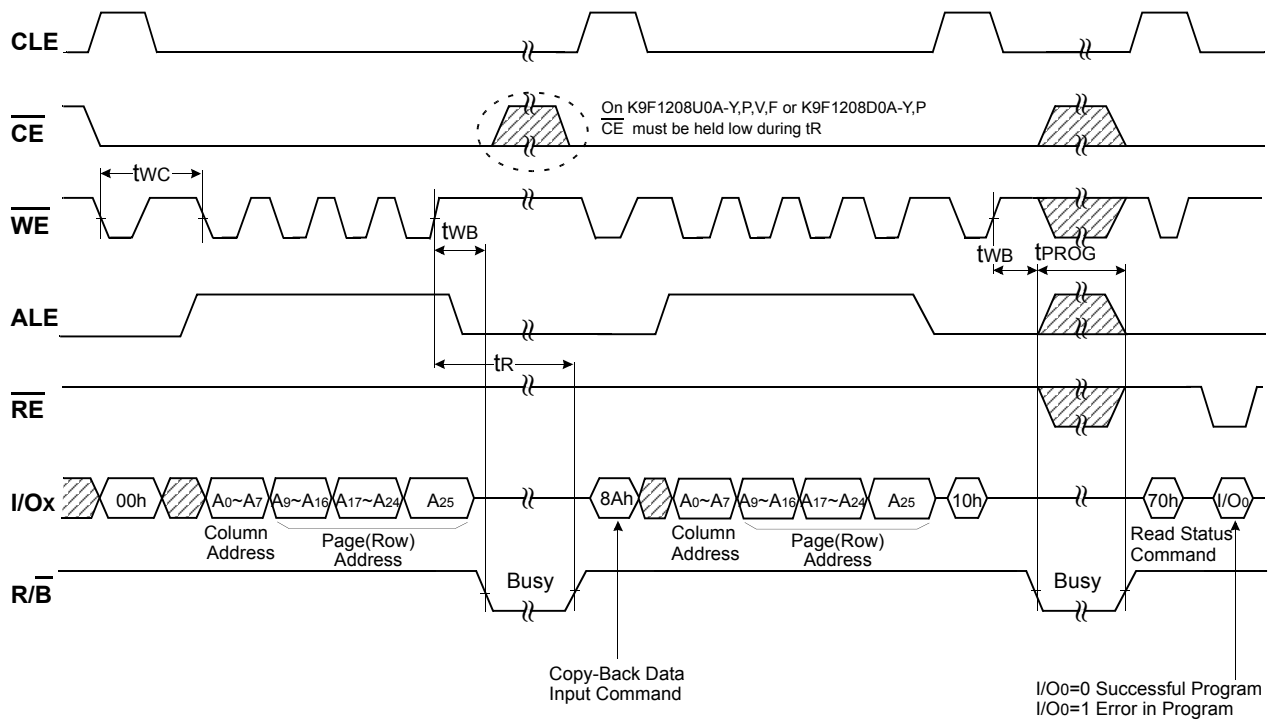 CLE
CE
On K9F1208U0A-Y,P,V,F or K9F1208D0A-Y,P
CE must be held low during tR
tWC
WE
tWB
tWB
tPROG
ALE
tR
RE
I/Ox
00h
A0~A7
A9~A16
A17~A24
A25
8Ah
A0~A7
A9~A16
A17~A24
A25
10h
70h
I/O0
Column
Address
Page(Row)
Address
Column
Address
Page(Row)
Address
Read Status
Command
R/B
Busy
Busy
Copy-Back Data
Input Command
I/O0=0 Successful Program
I/O0=1 Error in Program